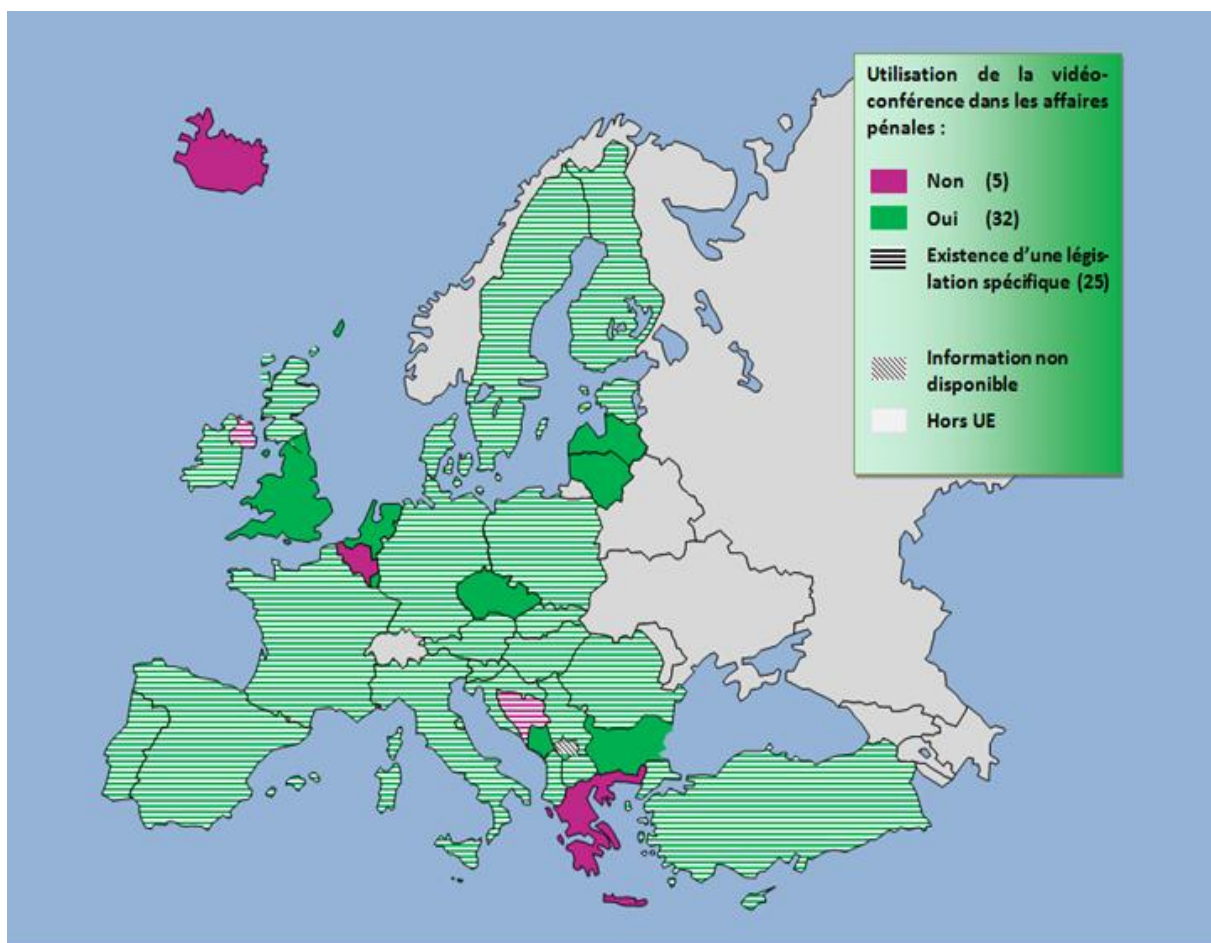 Utilisation de la vidéo-
conférence dans les affaires
pénales :
Non (5)
Oui (32)
Existence d'une légis-
lation spécifique (25)
Information non
disponible
Hors UE